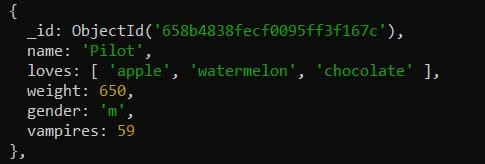 {
  _id: ObjectId('658b4838fecf0095ff3f167c'),
  name: 'Pilot',
  loves: [ 'apple', 'watermelon', 'chocolate' ],
  weight: 650,
  gender: 'm',
  vampires: 59
},